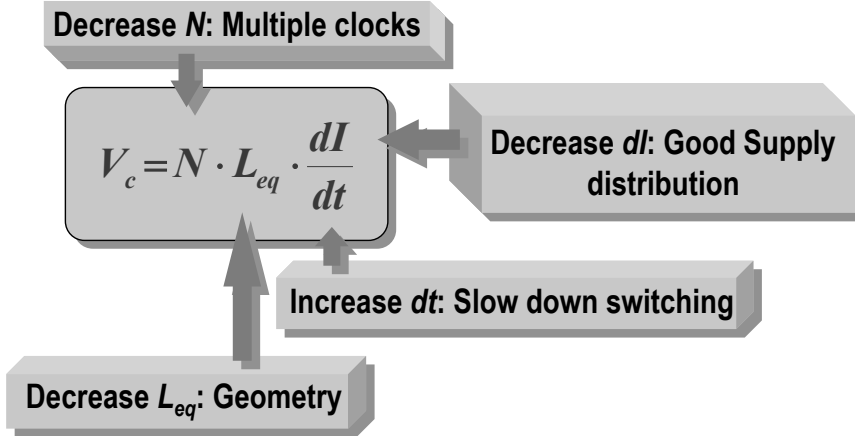 Decrease N: Multiple clocks
V_c = N · L_eq · dI/dt
Decrease dI: Good Supply
distribution
Increase dt: Slow down switching
Decrease L_eq: Geometry